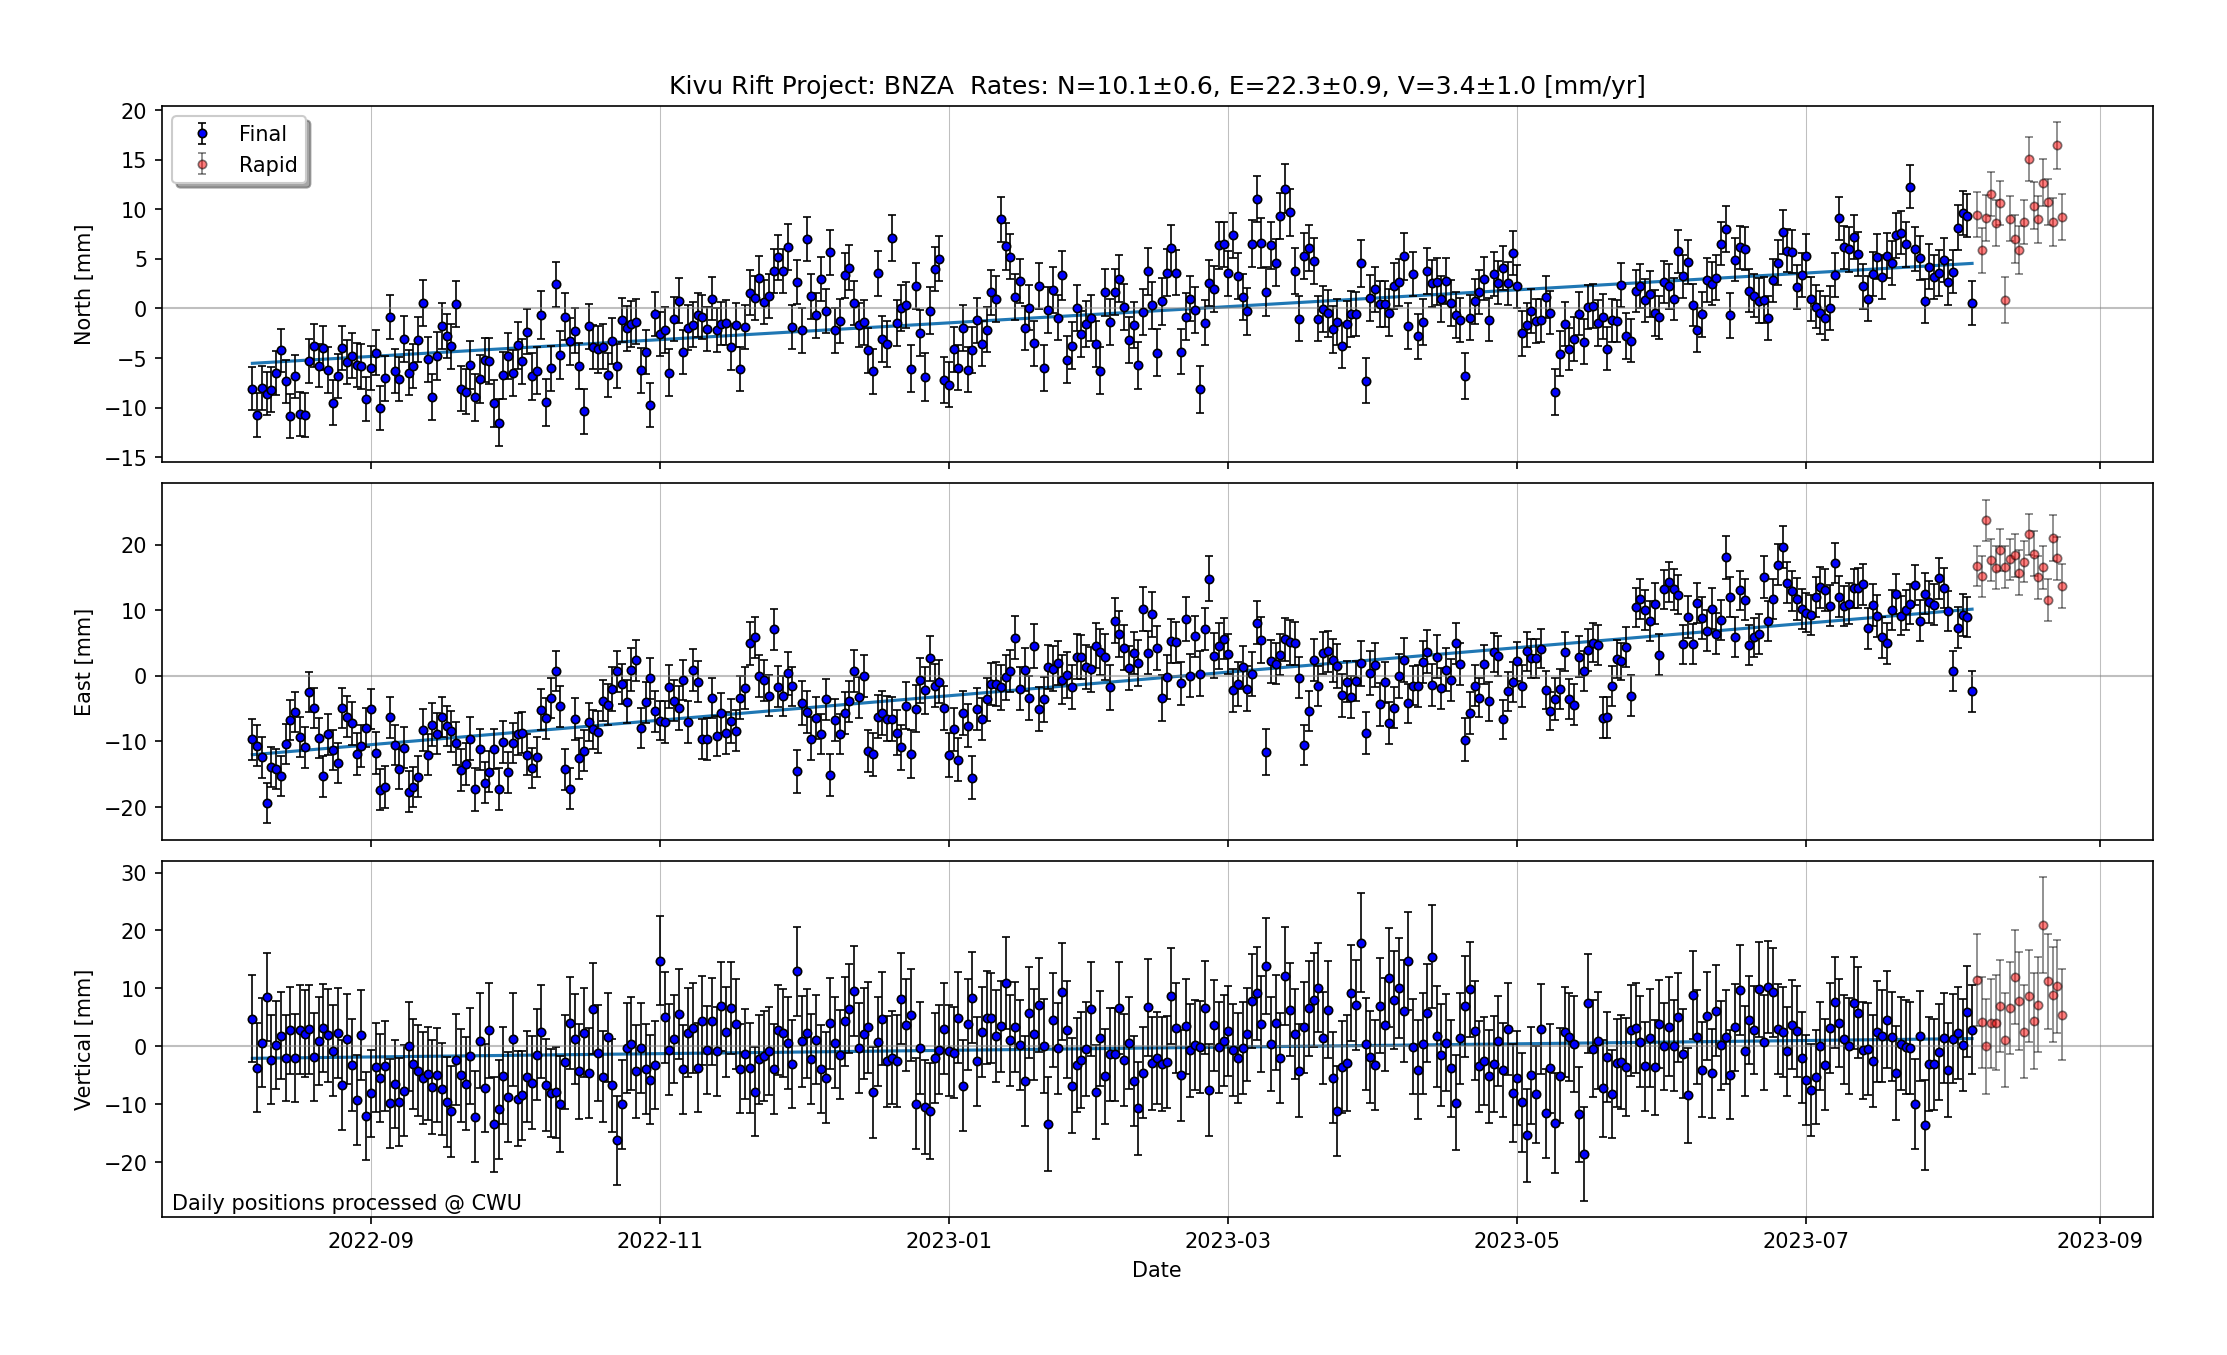 Kivu Rift Project: BNZA  Rates: N=10.1±0.6, E=22.3±0.9, V=3.4±1.0 [mm/yr]
20
15
10
5
0
−5
−10
−15
North [mm]
Final
Rapid
20
10
0
−10
−20
East [mm]
30
20
10
0
−10
−20
Vertical [mm]
Daily positions processed @ CWU
2022-09 2022-11 2023-01 2023-03 2023-05 2023-07 2023-09
Date